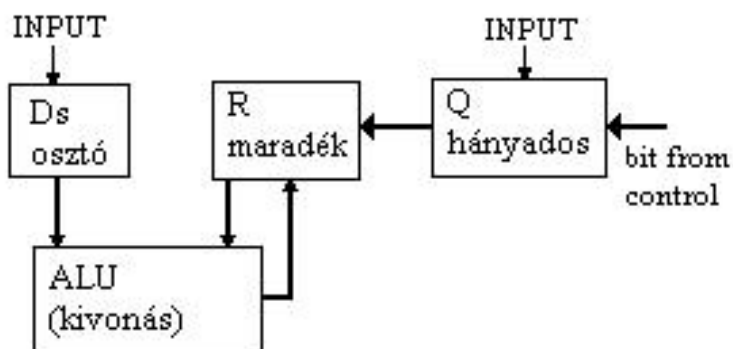 INPUT
INPUT
Ds
osztó
R
maradék
Q
hányados
bit from
control
ALU
(kivonás)